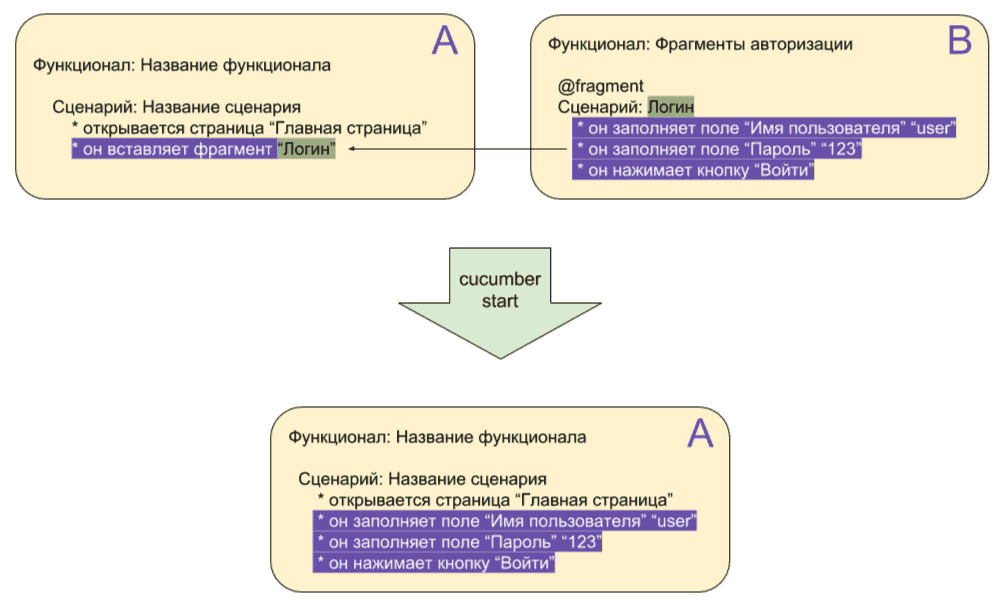 A
Функционал: Название функционала
Сценарий: Название сценария
* открывается страница “Главная страница”
* он вставляет фрагмент “Логин”
B
Функционал: Фрагменты авторизации
@fragment
Сценарий: Логин
* он заполняет поле “Имя пользователя” “user”
* он заполняет поле “Пароль” “123”
* он нажимает кнопку “Войти”
cucumber
start
A
Функционал: Название функционала
Сценарий: Название сценария
* открывается страница “Главная страница”
* он заполняет поле “Имя пользователя” “user”
* он заполняет поле “Пароль” “123”
* он нажимает кнопку “Войти”